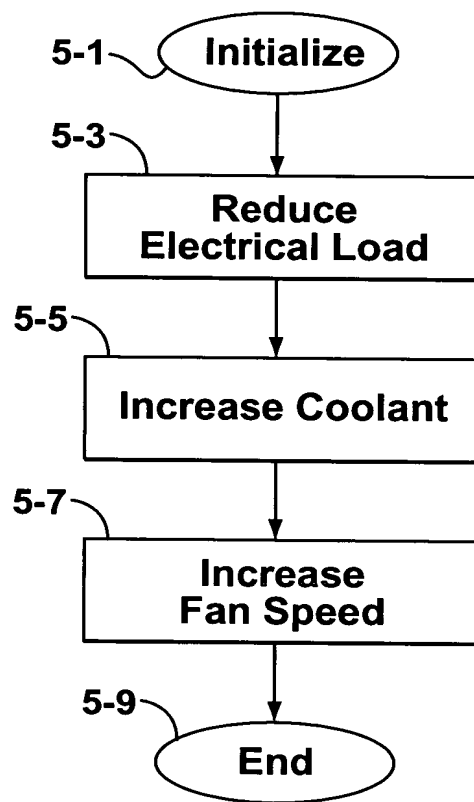 5-1
Initialize
5-3
Reduce
Electrical Load
5-5
Increase Coolant
5-7
Increase
Fan Speed
5-9
End